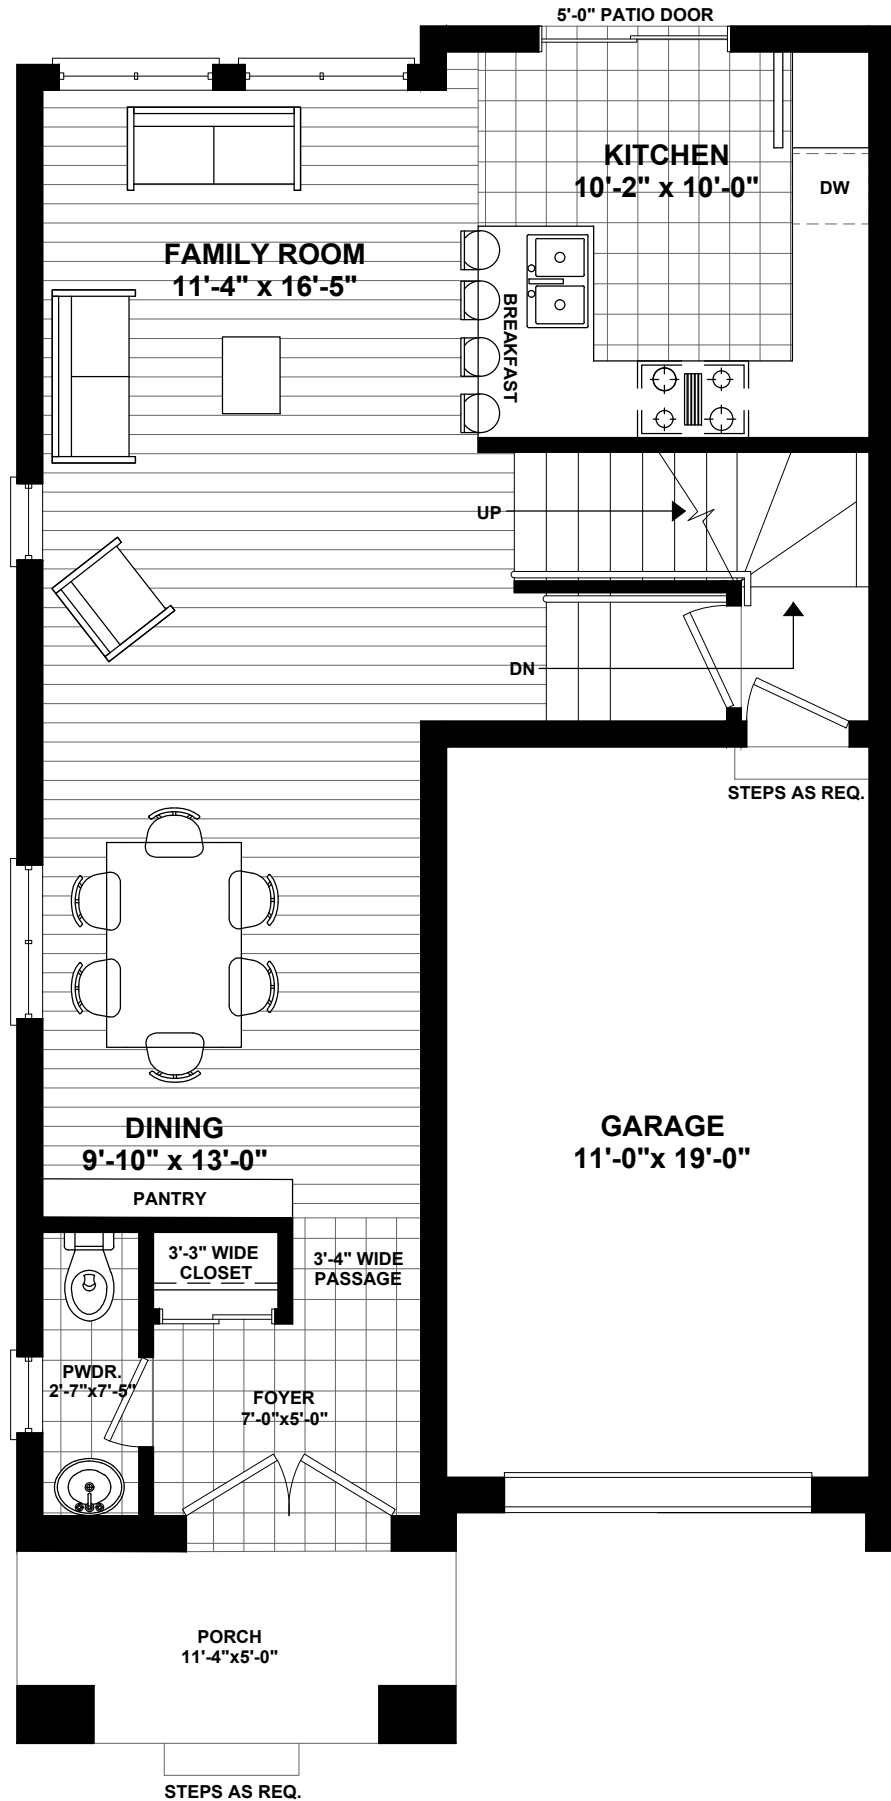 5'-0" PATIO DOOR
KITCHEN
10'-2" x 10'-0"
DW
FAMILY ROOM
11'-4" x 16'-5"
BREAKFAST
UP
DN
STEPS AS REQ.
DINING
9'-10" x 13'-0"
PANTRY
GARAGE
11'-0"x 19'-0"
3'-3" WIDE
CLOSET
3'-4" WIDE
PASSAGE
PWDR.
2'-7"x7'-5"
FOYER
7'-0"x5'-0"
PORCH
11'-4"x5'-0"
STEPS AS REQ.